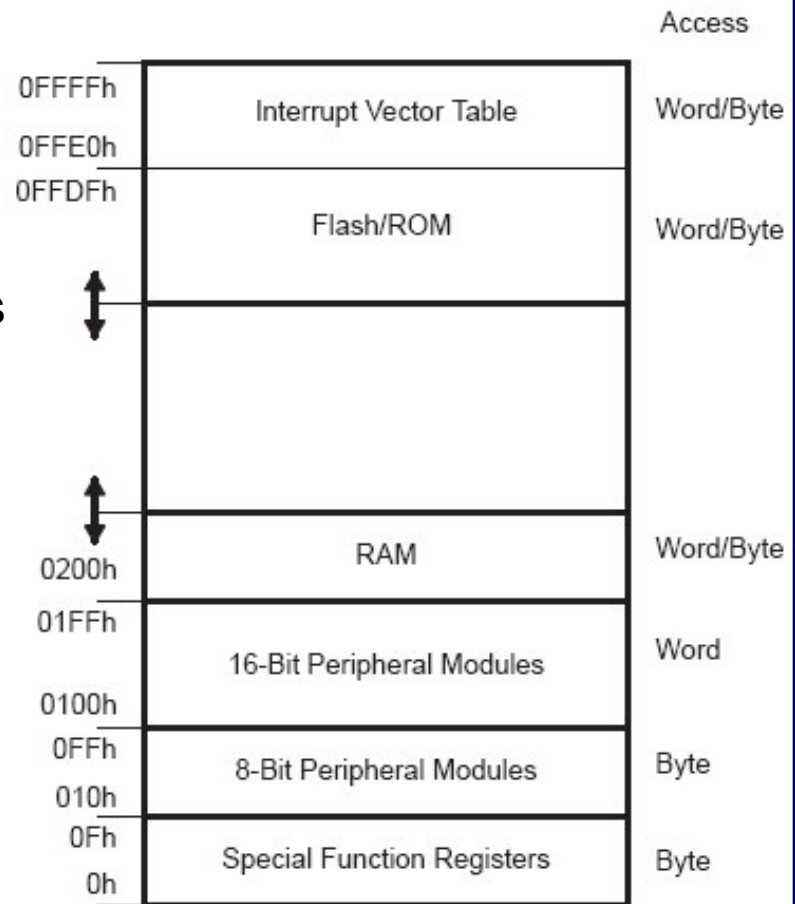 Access
0FFFFh
Interrupt Vector Table
Word/Byte
0FFE0h
0FFDFh
Flash/ROM
Word/Byte
s
RAM
Word/Byte
0200h
01FFh
16-Bit Peripheral Modules
Word
0100h
0FFh
8-Bit Peripheral Modules
Byte
010h
0Fh
Special Function Registers
Byte
0h